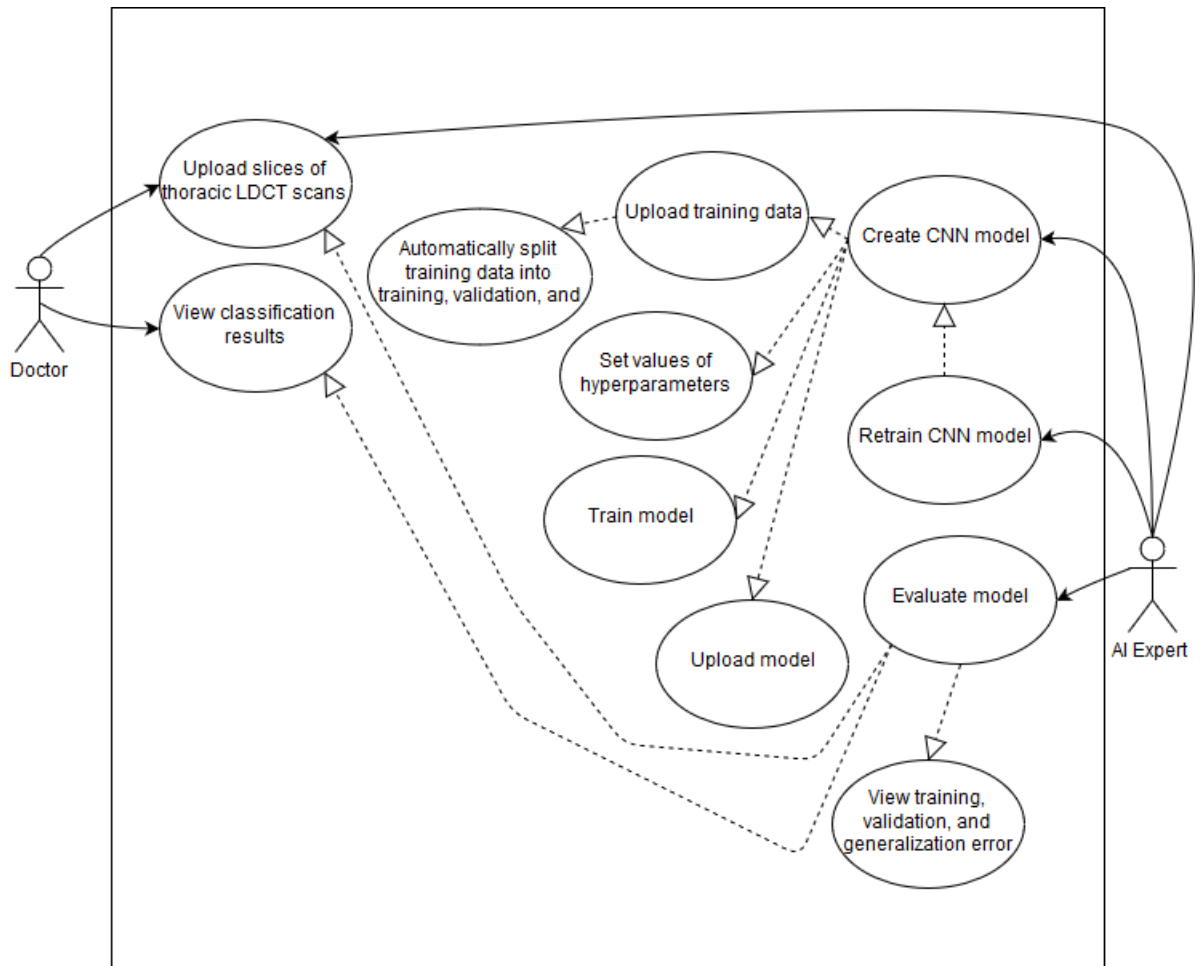 Upload slices of
thoracic LDCT scans
Upload training data
Create CNN model
Automatically split
training data into
training, validation, and
View classification
results
Doctor
Set values of
hyperparameters
Retrain CNN model
Train model
Evaluate model
AI Expert
Upload model
View training,
validation, and
generalization error